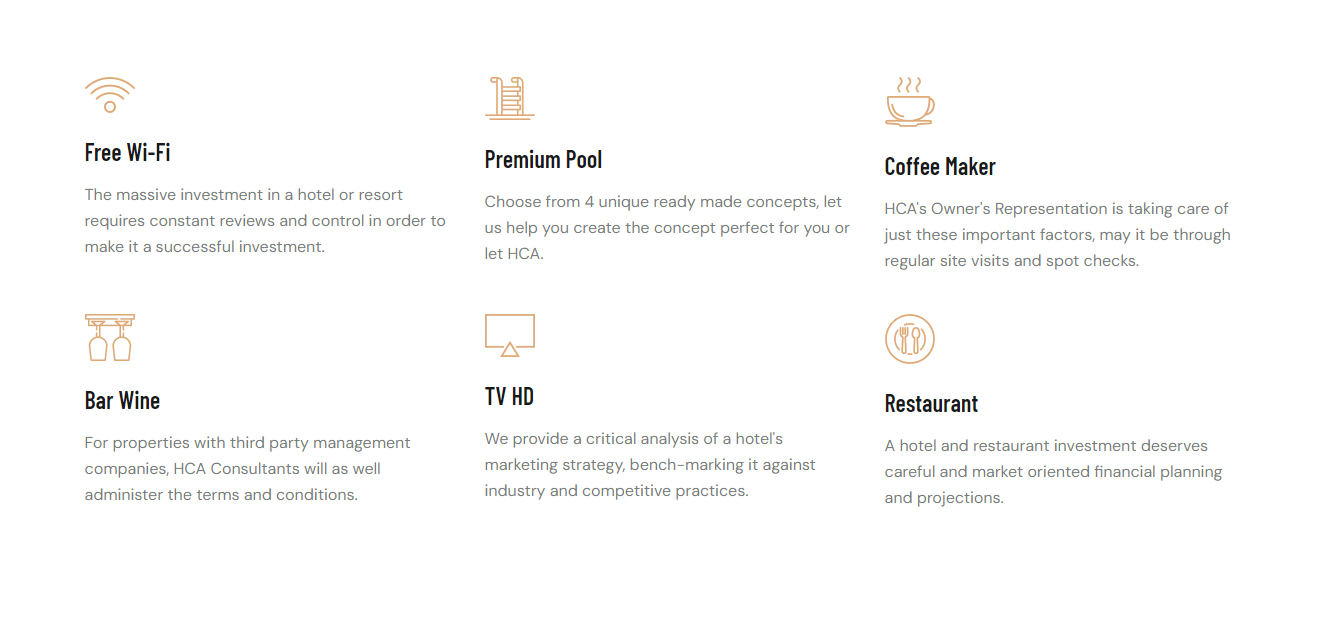 Free Wi-Fi
The massive investment in a hotel or resort
requires constant reviews and control in order to
make it a successful investment.
Premium Pool
Choose from 4 unique ready made concepts, let
us help you create the concept perfect for you or
let HCA.
Coffee Maker
HCA's Owner's Representation is taking care of
just these important factors, may it be through
regular site visits and spot checks.
Bar Wine
For properties with third party management
companies, HCA Consultants will as well
administer the terms and conditions.
TV HD
We provide a critical analysis of a hotel's
marketing strategy, bench-marking it against
industry and competitive practices.
Restaurant
A hotel and restaurant investment deserves
careful and market oriented financial planning
and projections.